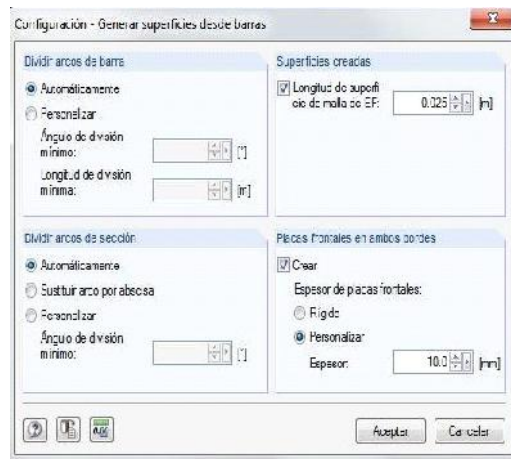 Configuración - Generar superficies desde barras
Dividir arcos de barra
Automáticamente
Personalizar
Ángulo de división
mínimo:
[°]
Longitud de división
mínima:
[m]
Superficies creadas
Longitud de superfi
cie de malla de EF:
0.025
[m]
Dividir arcos de sección
Automáticamente
Sustituir arco por abscisa
Personalizar
Ángulo de división
mínimo:
[°]
Placas frontales en ambos bordes
Crear
Espesor de placas frontales:
Rígido
Personalizar
Espesor:
10.0
[mm]
Aceptar
Cancelar